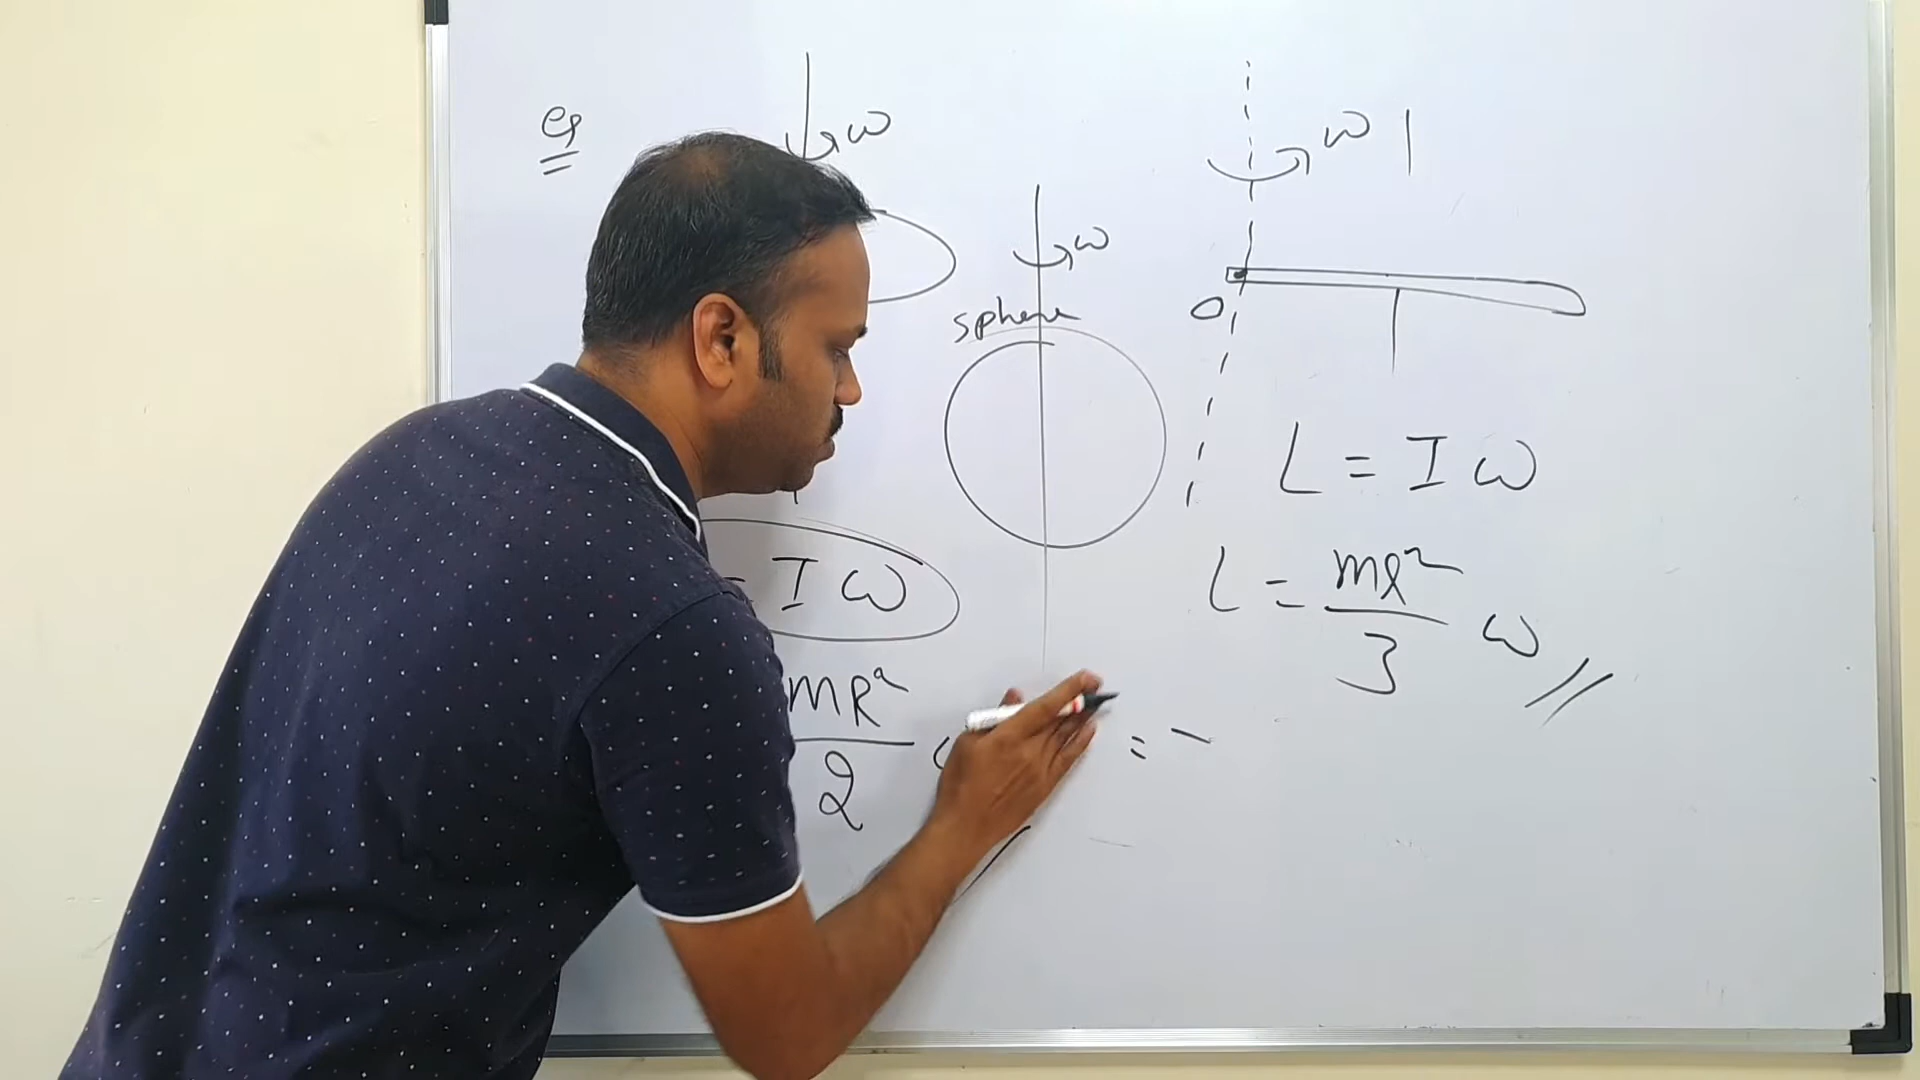 eg
ω
ω
ω
sphere
O
L = I ω
= I ω
L = ml²/3 ω
MR²/2
= -